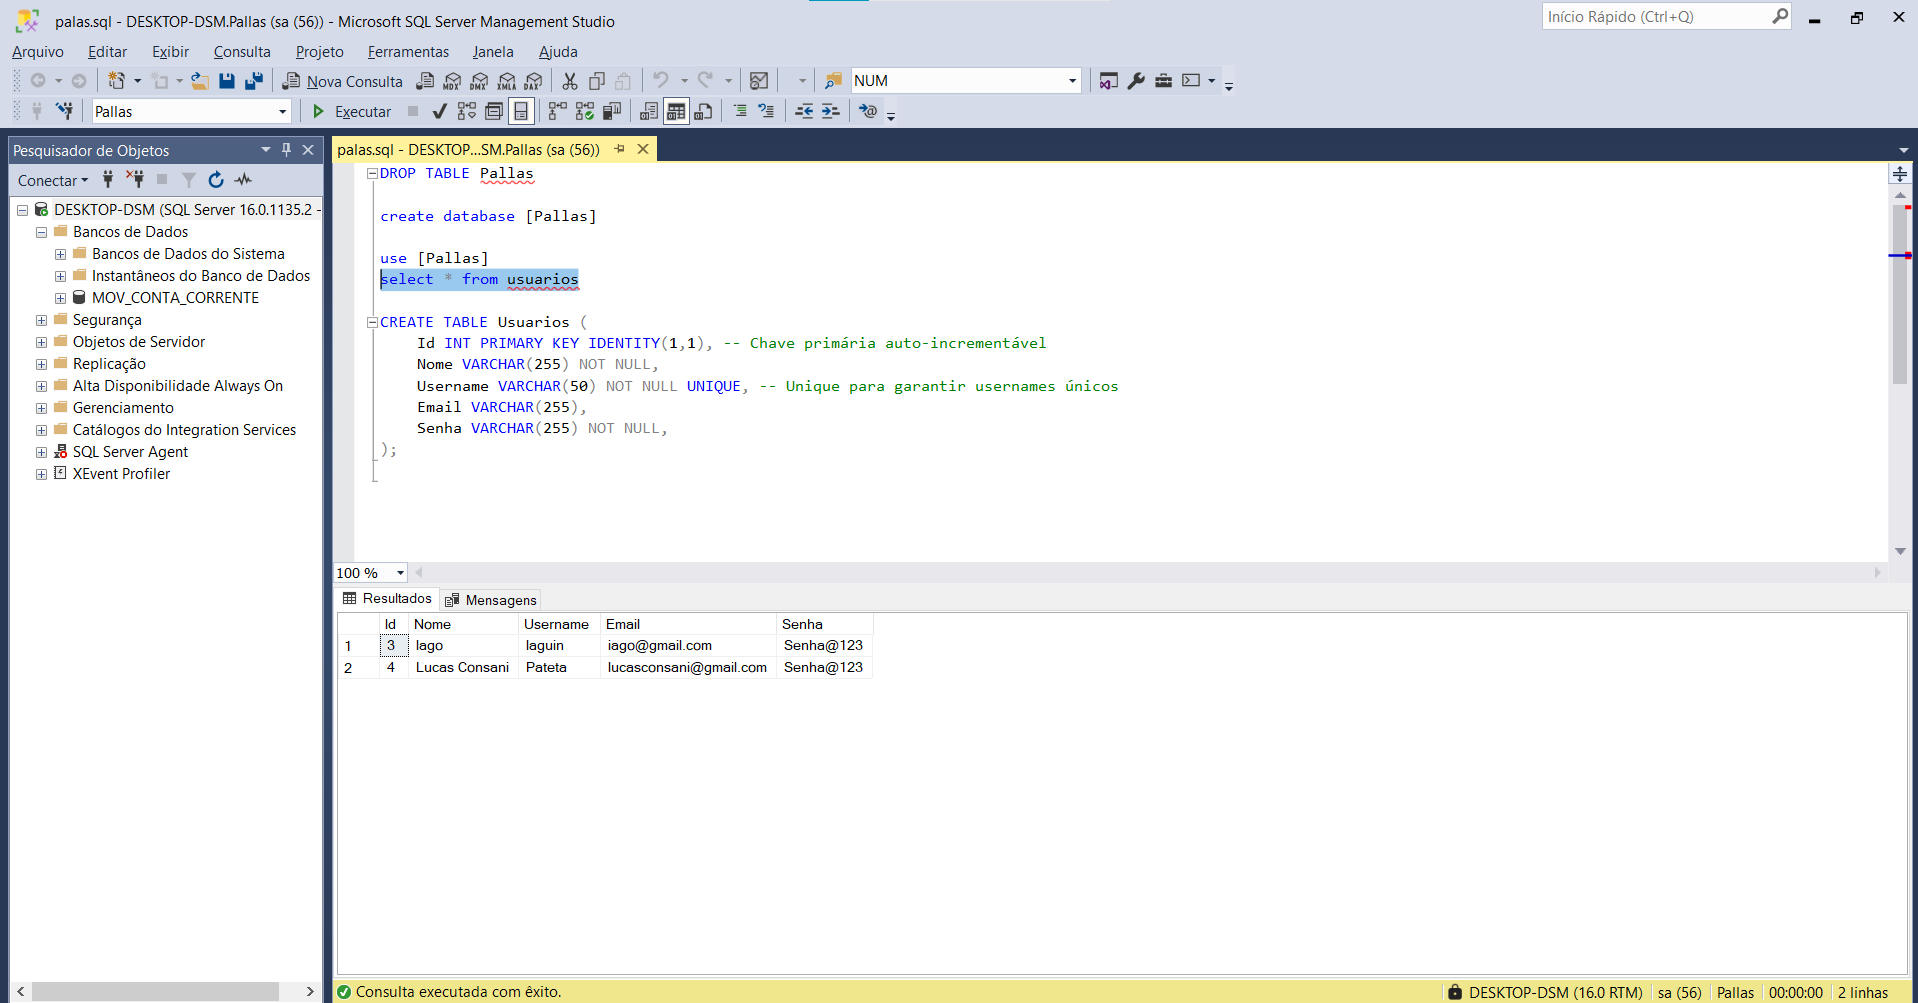 palas.sql - DESKTOP-DSM.Pallas (sa (56)) - Microsoft SQL Server Management Studio
Início Rápido (Ctrl+Q)
Arquivo Editar Exibir Consulta Projeto Ferramentas Janela Ajuda
Nova Consulta MDX DMX XMLA DAX NUM
Pallas Executar
Pesquisador de Objetos
Conectar
DESKTOP-DSM (SQL Server 16.0.1135.2 -
Bancos de Dados
Bancos de Dados do Sistema
Instantâneos do Banco de Dados
MOV_CONTA_CORRENTE
Segurança
Objetos de Servidor
Replicação
Alta Disponibilidade Always On
Gerenciamento
Catálogos do Integration Services
SQL Server Agent
XEvent Profiler
palas.sql - DESKTOP...SM.Pallas (sa (56))
DROP TABLE Pallas
create database [Pallas]
use [Pallas]
select * from usuarios
CREATE TABLE Usuarios (
Id INT PRIMARY KEY IDENTITY(1,1), -- Chave primária auto-incrementável
Nome VARCHAR(255) NOT NULL,
Username VARCHAR(50) NOT NULL UNIQUE, -- Unique para garantir usernames únicos
Email VARCHAR(255),
Senha VARCHAR(255) NOT NULL,
);
100 %
Resultados Mensagens
Id Nome Username Email Senha
1 3 Iago Iaguin iago@gmail.com Senha@123
2 4 Lucas Consani Pateta lucasconsani@gmail.com Senha@123
Consulta executada com êxito.
DESKTOP-DSM (16.0 RTM) sa (56) Pallas 00:00:00 2 linhas